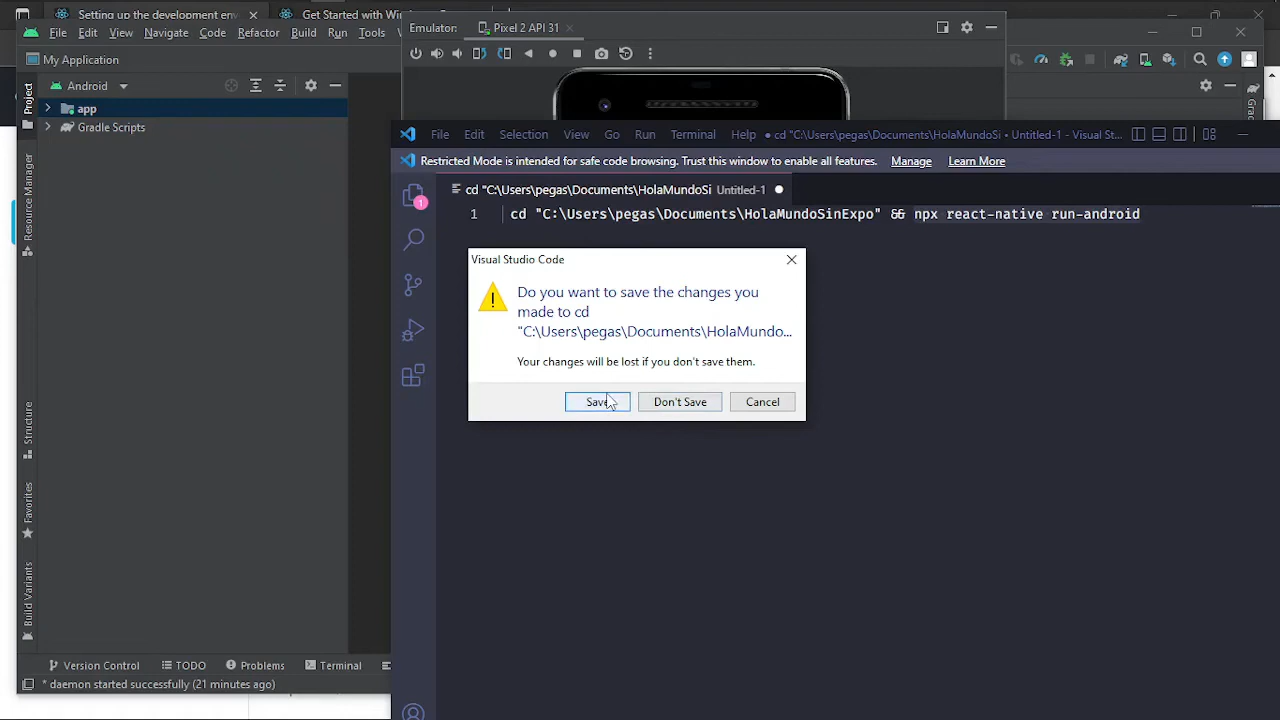 Setting up the development env
Get Started with Win
File Edit View Navigate Code Refactor Build Run Tools
Emulator: Pixel 2 API 31
My Application
Android
app
Gradle Scripts
Project
Resource Manager
Structure
Favorites
Build Variants
File Edit Selection View Go Run Terminal Help
● cd "C:\Users\pegas\Documents\HolaMundoSi • Untitled-1 - Visual St...
Restricted Mode is intended for safe code browsing. Trust this window to enable all features. Manage Learn More
1
cd "C:\Users\pegas\Documents\HolaMundoSi Untitled-1
1 cd "C:\Users\pegas\Documents\HolaMundoSinExpo" && npx react-native run-android
Visual Studio Code
Do you want to save the changes you
made to cd
"C:\Users\pegas\Documents\HolaMundo...
Your changes will be lost if you don't save them.
Save Don't Save Cancel
Version Control TODO Problems Terminal
* daemon started successfully (21 minutes ago)